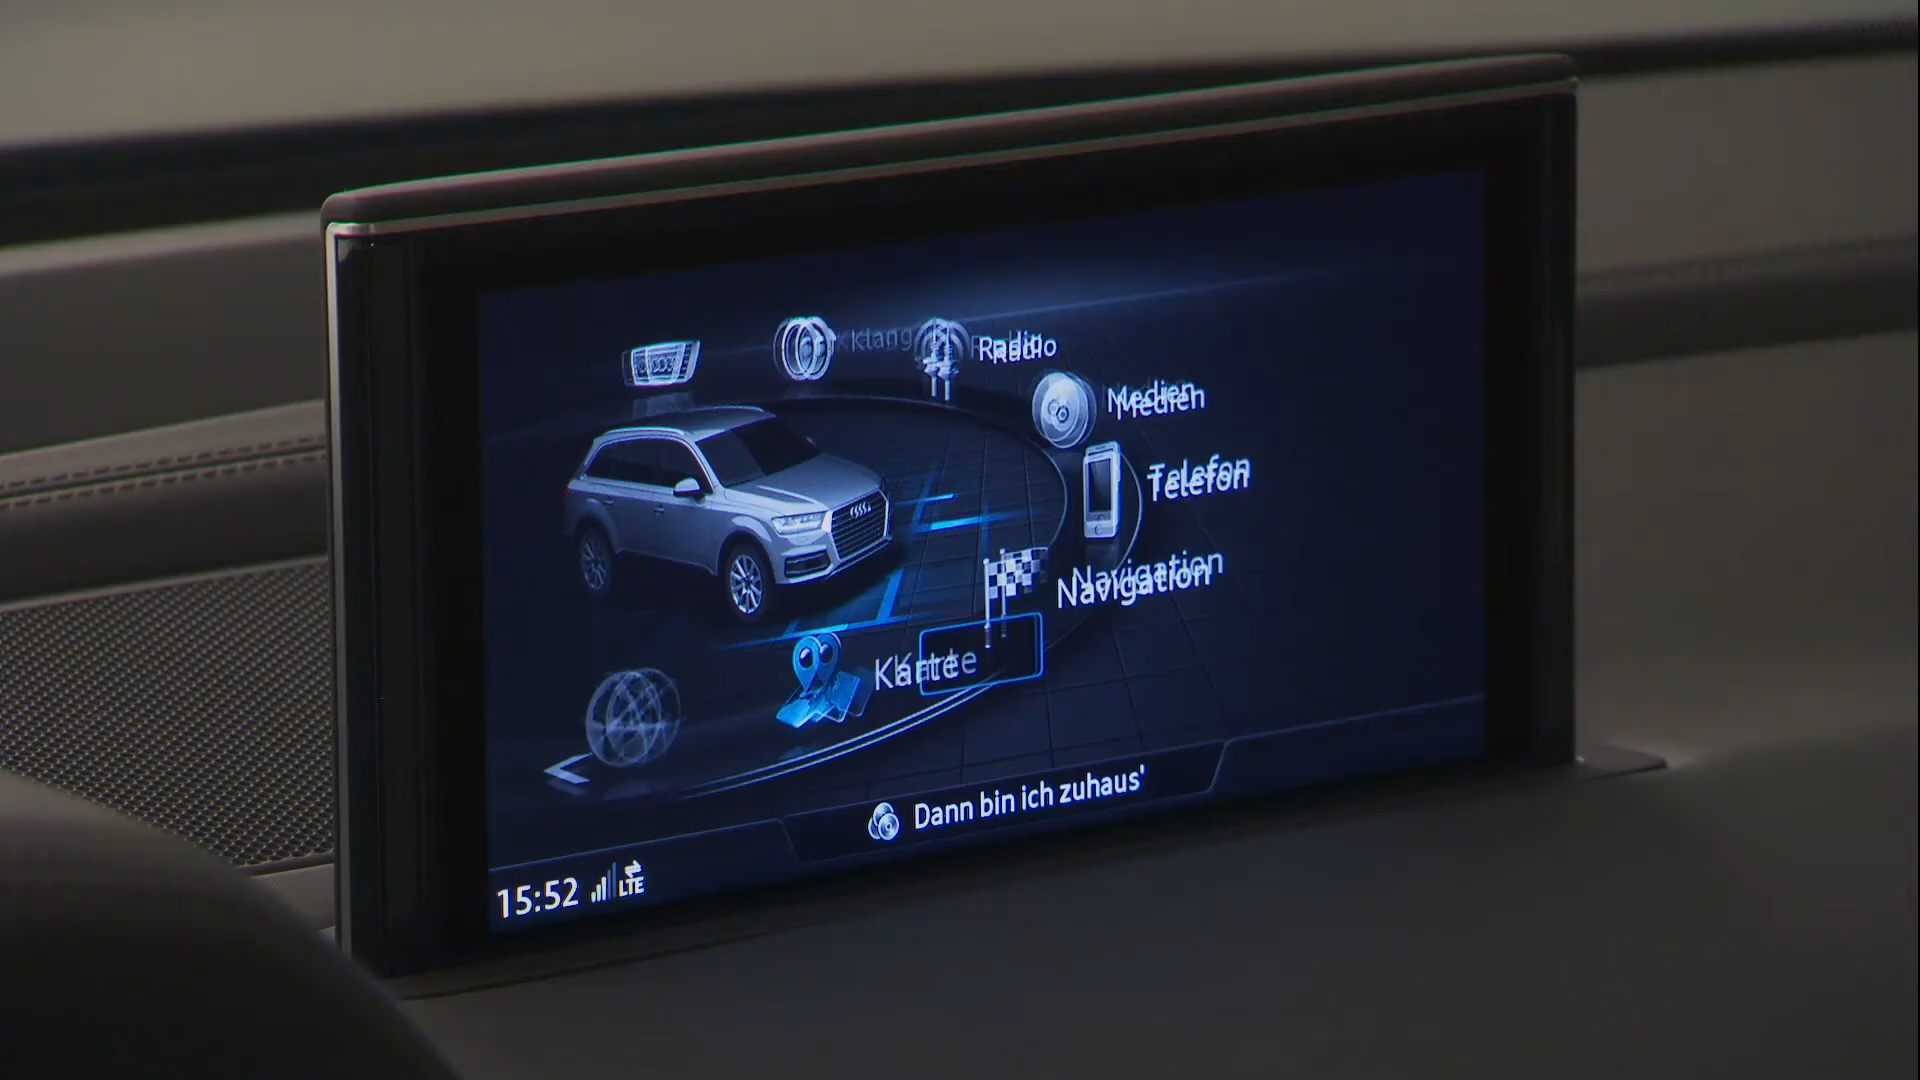 Klang
Radio
Medien
Telefon
Navigation
Karte
Dann bin ich zuhaus'
15:52 LTE